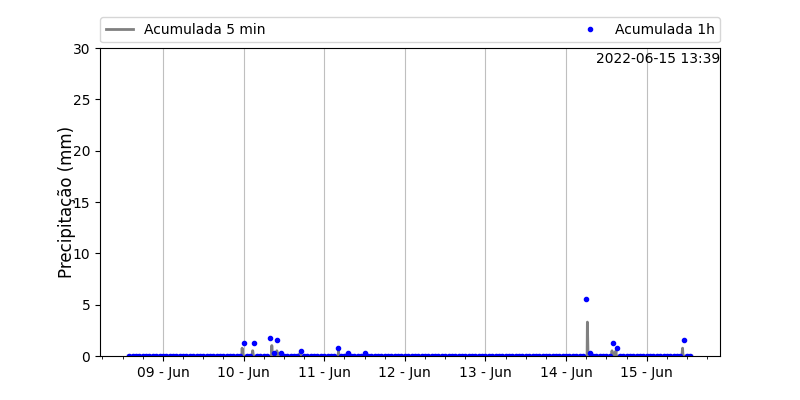 Acumulada 5 min
Acumulada 1h
2022-06-15 13:39
Precipitação (mm)
30
25
20
15
10
5
0
09 - Jun
10 - Jun
11 - Jun
12 - Jun
13 - Jun
14 - Jun
15 - Jun